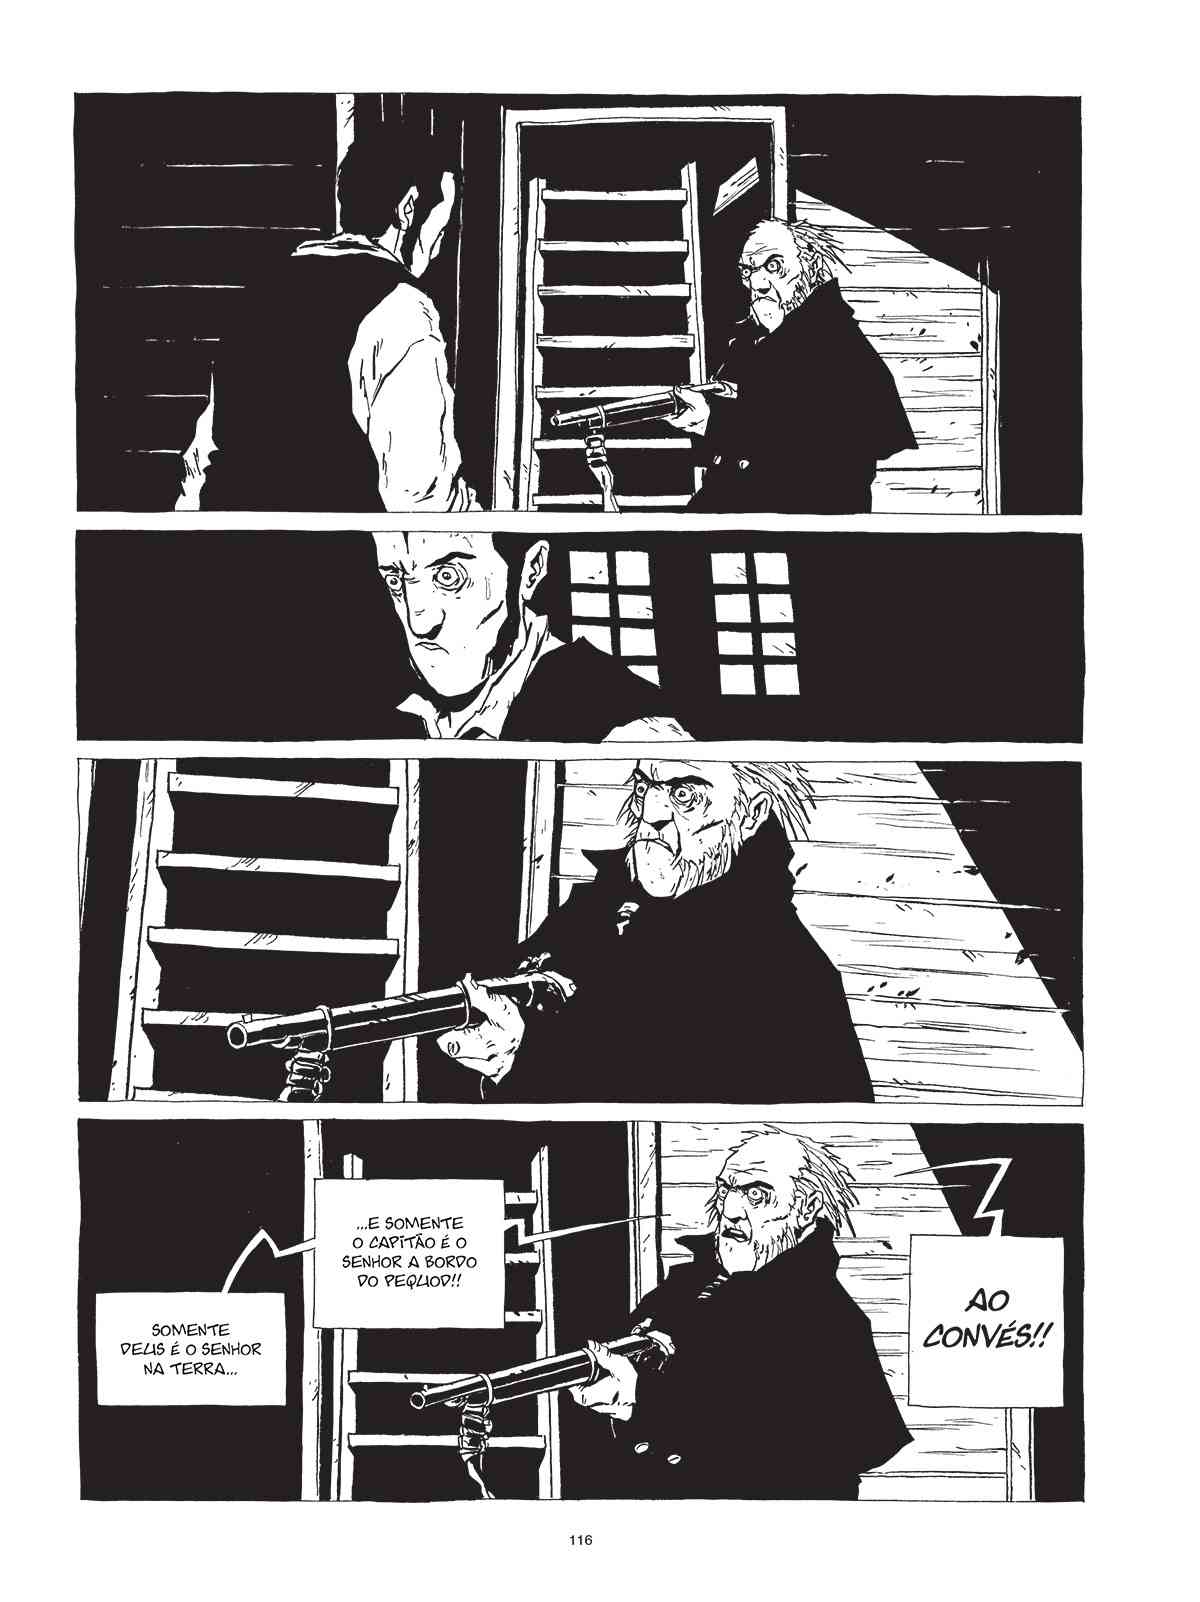 SOMENTE
DEUS É O SENHOR
NA TERRA...
...E SOMENTE
O CAPITÃO É O
SENHOR A BORDO
DO PEQUOD!!
AO
CONVÉS!!
116